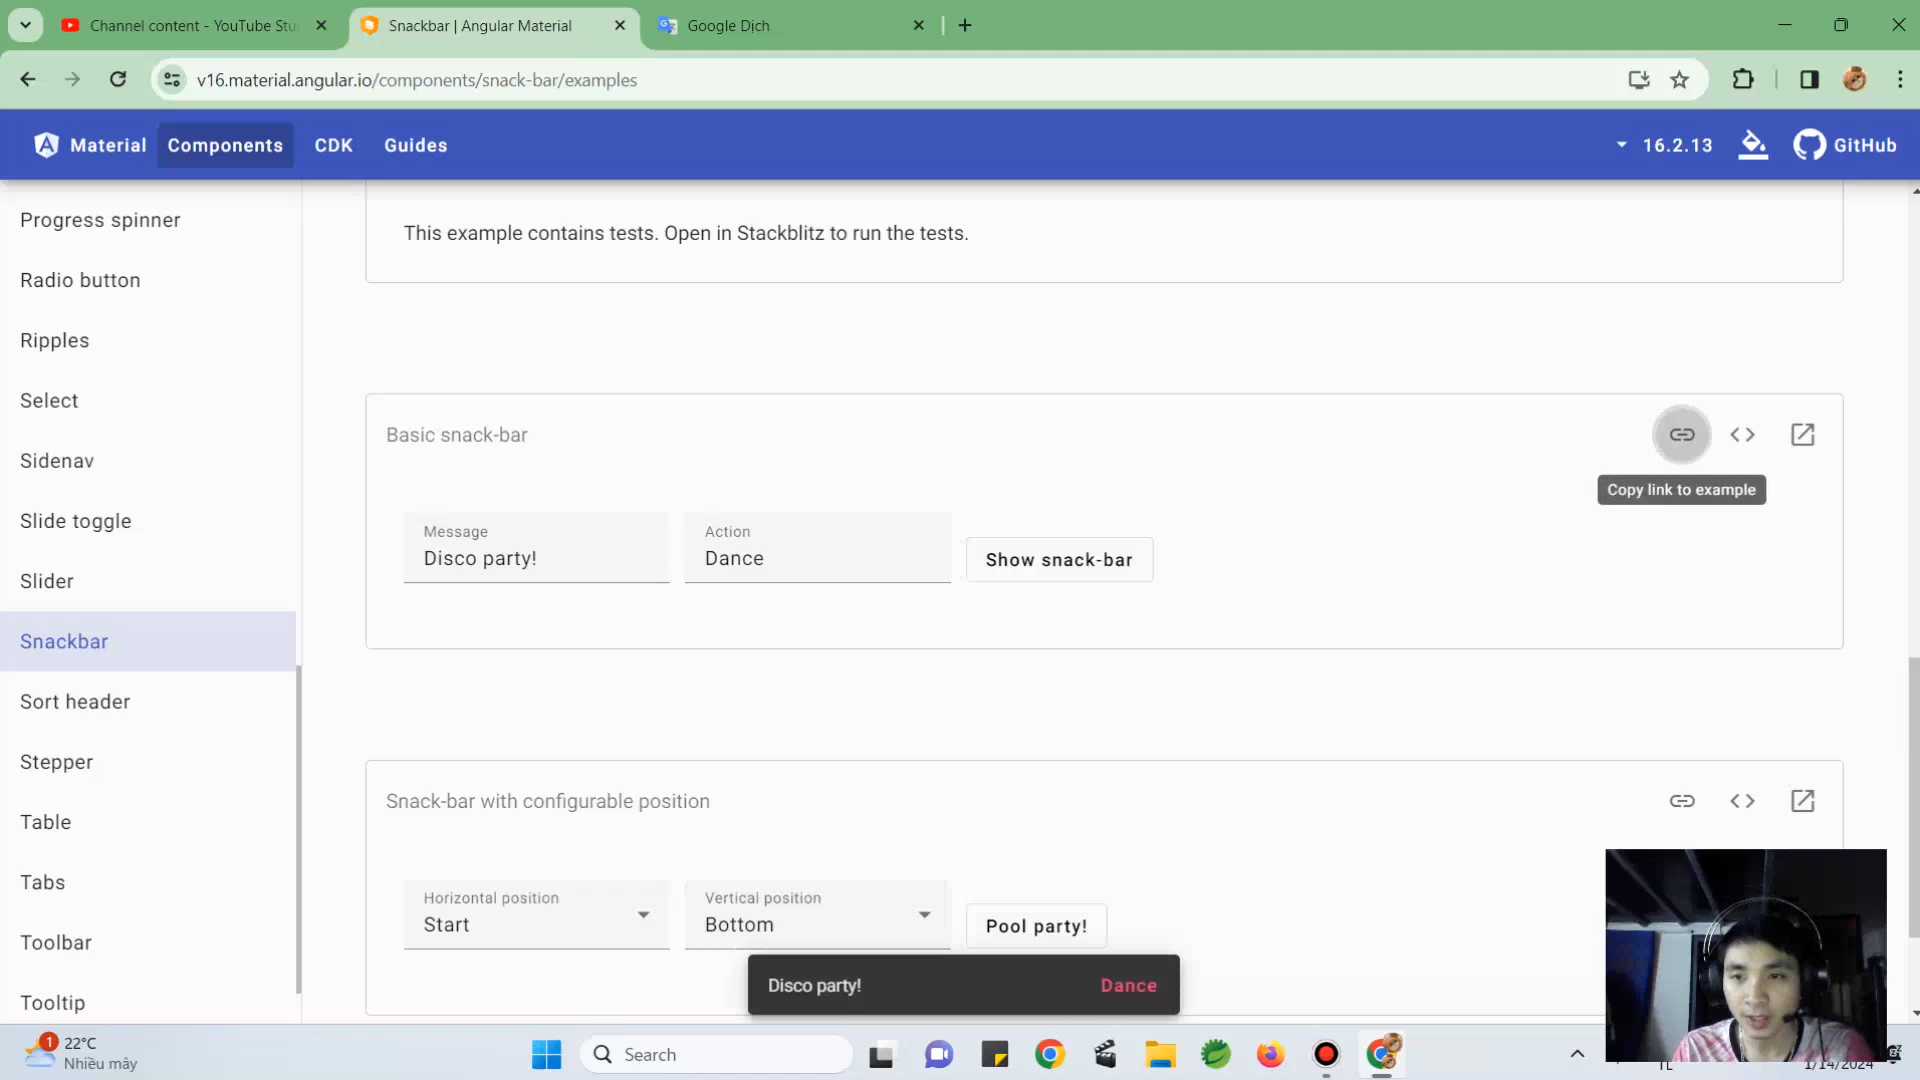 Channel content - YouTube Stu
Snackbar | Angular Material
Google Dịch
v16.material.angular.io/components/snack-bar/examples
Material
Components
CDK
Guides
16.2.13
GitHub
Progress spinner
Radio button
Ripples
Select
Sidenav
Slide toggle
Slider
Snackbar
Sort header
Stepper
Table
Tabs
Toolbar
Tooltip
This example contains tests. Open in Stackblitz to run the tests.
Basic snack-bar
Copy link to example
Message
Disco party!
Action
Dance
Show snack-bar
Snack-bar with configurable position
Horizontal position
Start
Vertical position
Bottom
Pool party!
Disco party!
Dance
1
22°C
Nhiều mây
Search
1/14/2024